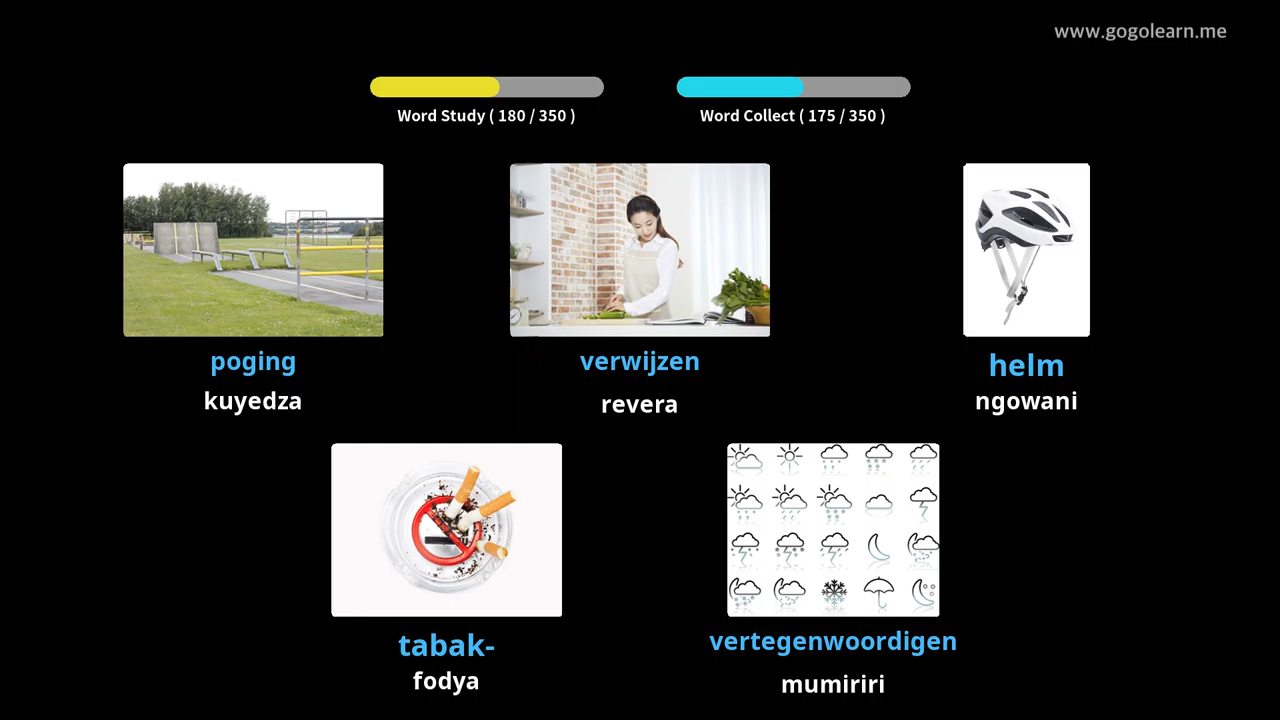 www.gogolearn.me
Word Study ( 180 / 350 )
Word Collect ( 175 / 350 )
poging
kuyedza
verwijzen
revera
helm
ngowani
tabak-
fodya
vertegenwoordigen
mumiriri